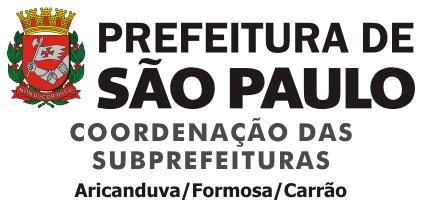 PREFEITURA DE
SÃO PAULO
COORDENAÇÃO DAS
SUBPREFEITURAS
Aricanduva/Formosa/Carrão